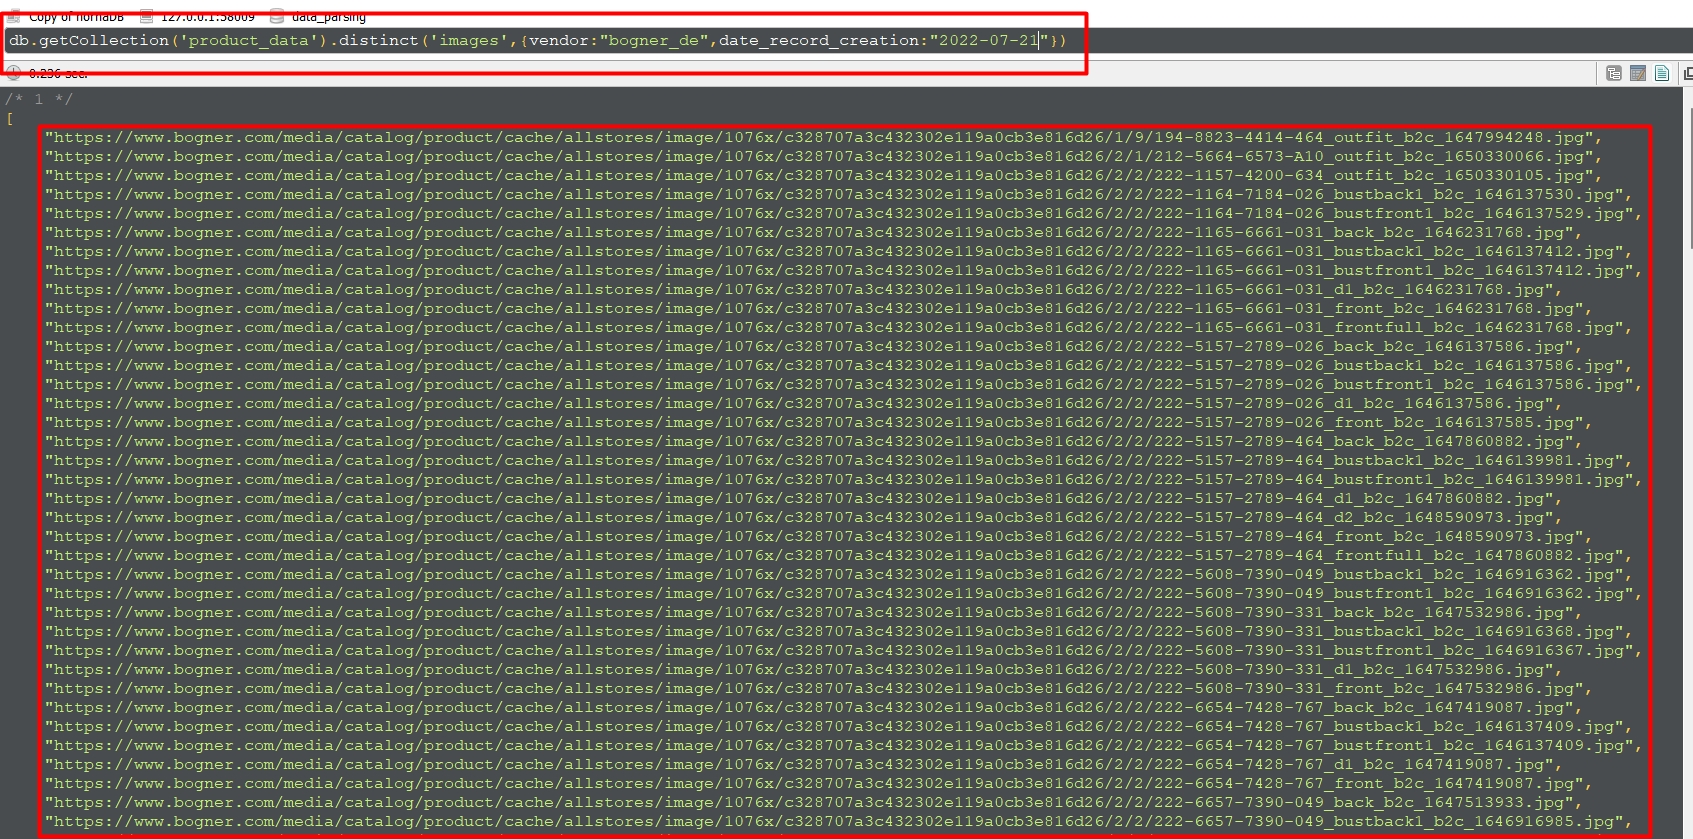 Copy of hornaDB 127.0.0.1:58009 data_parsing
db.getCollection('product_data').distinct('images',{vendor:"bogner_de",date_record_creation:"2022-07-21"})
0.236 sec.
/* 1 */
[
"https://www.bogner.com/media/catalog/product/cache/allstores/image/1076x/c328707a3c432302e119a0cb3e816d26/1/9/194-8823-4414-464_outfit_b2c_1647994248.jpg",
"https://www.bogner.com/media/catalog/product/cache/allstores/image/1076x/c328707a3c432302e119a0cb3e816d26/2/1/212-5664-6573-A10_outfit_b2c_1650330066.jpg",
"https://www.bogner.com/media/catalog/product/cache/allstores/image/1076x/c328707a3c432302e119a0cb3e816d26/2/2/222-1157-4200-634_outfit_b2c_1650330105.jpg",
"https://www.bogner.com/media/catalog/product/cache/allstores/image/1076x/c328707a3c432302e119a0cb3e816d26/2/2/222-1164-7184-026_bustback1_b2c_1646137530.jpg",
"https://www.bogner.com/media/catalog/product/cache/allstores/image/1076x/c328707a3c432302e119a0cb3e816d26/2/2/222-1164-7184-026_bustfront1_b2c_1646137529.jpg",
"https://www.bogner.com/media/catalog/product/cache/allstores/image/1076x/c328707a3c432302e119a0cb3e816d26/2/2/222-1165-6661-031_back_b2c_1646231768.jpg",
"https://www.bogner.com/media/catalog/product/cache/allstores/image/1076x/c328707a3c432302e119a0cb3e816d26/2/2/222-1165-6661-031_bustback1_b2c_1646137412.jpg",
"https://www.bogner.com/media/catalog/product/cache/allstores/image/1076x/c328707a3c432302e119a0cb3e816d26/2/2/222-1165-6661-031_bustfront1_b2c_1646137412.jpg",
"https://www.bogner.com/media/catalog/product/cache/allstores/image/1076x/c328707a3c432302e119a0cb3e816d26/2/2/222-1165-6661-031_d1_b2c_1646231768.jpg",
"https://www.bogner.com/media/catalog/product/cache/allstores/image/1076x/c328707a3c432302e119a0cb3e816d26/2/2/222-1165-6661-031_front_b2c_1646231768.jpg",
"https://www.bogner.com/media/catalog/product/cache/allstores/image/1076x/c328707a3c432302e119a0cb3e816d26/2/2/222-1165-6661-031_frontfull_b2c_1646231768.jpg",
"https://www.bogner.com/media/catalog/product/cache/allstores/image/1076x/c328707a3c432302e119a0cb3e816d26/2/2/222-5157-2789-026_back_b2c_1646137586.jpg",
"https://www.bogner.com/media/catalog/product/cache/allstores/image/1076x/c328707a3c432302e119a0cb3e816d26/2/2/222-5157-2789-026_bustback1_b2c_1646137586.jpg",
"https://www.bogner.com/media/catalog/product/cache/allstores/image/1076x/c328707a3c432302e119a0cb3e816d26/2/2/222-5157-2789-026_bustfront1_b2c_1646137586.jpg",
"https://www.bogner.com/media/catalog/product/cache/allstores/image/1076x/c328707a3c432302e119a0cb3e816d26/2/2/222-5157-2789-026_d1_b2c_1646137586.jpg",
"https://www.bogner.com/media/catalog/product/cache/allstores/image/1076x/c328707a3c432302e119a0cb3e816d26/2/2/222-5157-2789-026_front_b2c_1646137585.jpg",
"https://www.bogner.com/media/catalog/product/cache/allstores/image/1076x/c328707a3c432302e119a0cb3e816d26/2/2/222-5157-2789-464_back_b2c_1647860882.jpg",
"https://www.bogner.com/media/catalog/product/cache/allstores/image/1076x/c328707a3c432302e119a0cb3e816d26/2/2/222-5157-2789-464_bustback1_b2c_1646139981.jpg",
"https://www.bogner.com/media/catalog/product/cache/allstores/image/1076x/c328707a3c432302e119a0cb3e816d26/2/2/222-5157-2789-464_bustfront1_b2c_1646139981.jpg",
"https://www.bogner.com/media/catalog/product/cache/allstores/image/1076x/c328707a3c432302e119a0cb3e816d26/2/2/222-5157-2789-464_d1_b2c_1647860882.jpg",
"https://www.bogner.com/media/catalog/product/cache/allstores/image/1076x/c328707a3c432302e119a0cb3e816d26/2/2/222-5157-2789-464_d2_b2c_1648590973.jpg",
"https://www.bogner.com/media/catalog/product/cache/allstores/image/1076x/c328707a3c432302e119a0cb3e816d26/2/2/222-5157-2789-464_front_b2c_1648590973.jpg",
"https://www.bogner.com/media/catalog/product/cache/allstores/image/1076x/c328707a3c432302e119a0cb3e816d26/2/2/222-5157-2789-464_frontfull_b2c_1647860882.jpg",
"https://www.bogner.com/media/catalog/product/cache/allstores/image/1076x/c328707a3c432302e119a0cb3e816d26/2/2/222-5608-7390-049_bustback1_b2c_1646916362.jpg",
"https://www.bogner.com/media/catalog/product/cache/allstores/image/1076x/c328707a3c432302e119a0cb3e816d26/2/2/222-5608-7390-049_bustfront1_b2c_1646916362.jpg",
"https://www.bogner.com/media/catalog/product/cache/allstores/image/1076x/c328707a3c432302e119a0cb3e816d26/2/2/222-5608-7390-331_back_b2c_1647532986.jpg",
"https://www.bogner.com/media/catalog/product/cache/allstores/image/1076x/c328707a3c432302e119a0cb3e816d26/2/2/222-5608-7390-331_bustback1_b2c_1646916368.jpg",
"https://www.bogner.com/media/catalog/product/cache/allstores/image/1076x/c328707a3c432302e119a0cb3e816d26/2/2/222-5608-7390-331_bustfront1_b2c_1646916367.jpg",
"https://www.bogner.com/media/catalog/product/cache/allstores/image/1076x/c328707a3c432302e119a0cb3e816d26/2/2/222-5608-7390-331_d1_b2c_1647532986.jpg",
"https://www.bogner.com/media/catalog/product/cache/allstores/image/1076x/c328707a3c432302e119a0cb3e816d26/2/2/222-5608-7390-331_front_b2c_1647532986.jpg",
"https://www.bogner.com/media/catalog/product/cache/allstores/image/1076x/c328707a3c432302e119a0cb3e816d26/2/2/222-6654-7428-767_back_b2c_1647419087.jpg",
"https://www.bogner.com/media/catalog/product/cache/allstores/image/1076x/c328707a3c432302e119a0cb3e816d26/2/2/222-6654-7428-767_bustback1_b2c_1646137409.jpg",
"https://www.bogner.com/media/catalog/product/cache/allstores/image/1076x/c328707a3c432302e119a0cb3e816d26/2/2/222-6654-7428-767_bustfront1_b2c_1646137409.jpg",
"https://www.bogner.com/media/catalog/product/cache/allstores/image/1076x/c328707a3c432302e119a0cb3e816d26/2/2/222-6654-7428-767_d1_b2c_1647419087.jpg",
"https://www.bogner.com/media/catalog/product/cache/allstores/image/1076x/c328707a3c432302e119a0cb3e816d26/2/2/222-6654-7428-767_front_b2c_1647419087.jpg",
"https://www.bogner.com/media/catalog/product/cache/allstores/image/1076x/c328707a3c432302e119a0cb3e816d26/2/2/222-6657-7390-049_back_b2c_1647513933.jpg",
"https://www.bogner.com/media/catalog/product/cache/allstores/image/1076x/c328707a3c432302e119a0cb3e816d26/2/2/222-6657-7390-049_bustback1_b2c_1646916985.jpg",